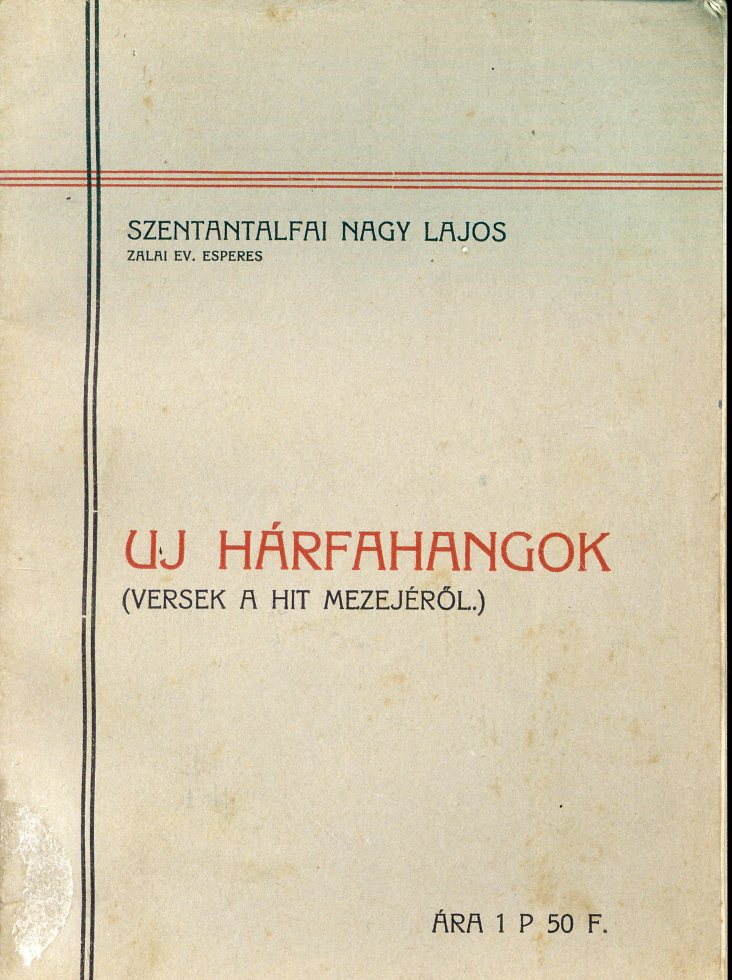 SZENTANTALFAI NAGY LAJOS
ZALAI EV. ESPERES
UJ HÁRFAHANGOK
(VERSEK A HIT MEZEJÉRŐL.)
ÁRA 1 P 50 F.